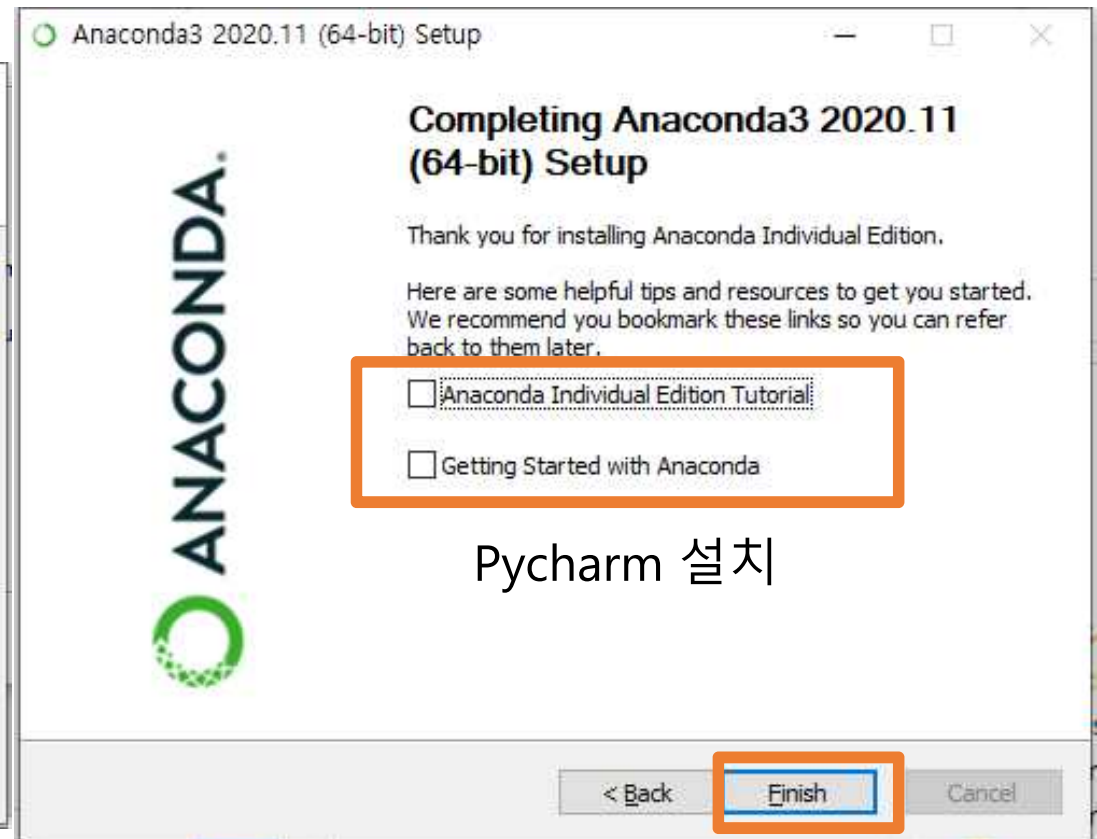 Anaconda3 2020.11 (64-bit) Setup
Completing Anaconda3 2020.11
(64-bit) Setup
ANACONDA.
Thank you for installing Anaconda Individual Edition.
Here are some helpful tips and resources to get you started.
We recommend you bookmark these links so you can refer
back to them later.
Anaconda Individual Edition Tutorial
Getting Started with Anaconda
Pycharm 설치
< Back
Finish
Cancel